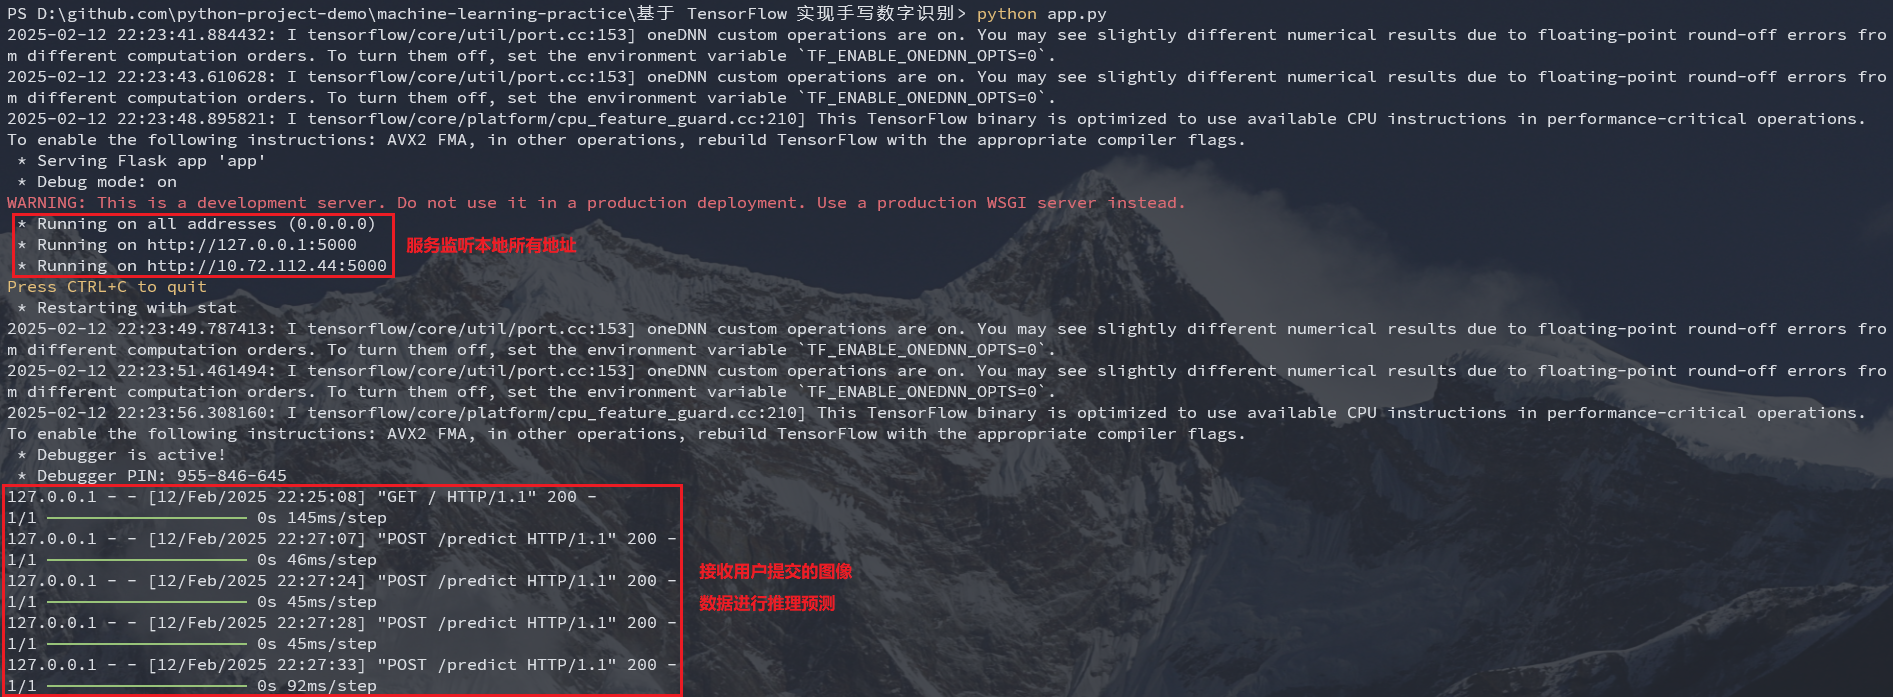 PS D:\github.com\python-project-demo\machine-learning-practice\基于 TensorFlow 实现手写数字识别> python app.py
2025-02-12 22:23:41.884432: I tensorflow/core/util/port.cc:153] oneDNN custom operations are on. You may see slightly different numerical results due to floating-point round-off errors fro
m different computation orders. To turn them off, set the environment variable `TF_ENABLE_ONEDNN_OPTS=0`.
2025-02-12 22:23:43.610628: I tensorflow/core/util/port.cc:153] oneDNN custom operations are on. You may see slightly different numerical results due to floating-point round-off errors fro
m different computation orders. To turn them off, set the environment variable `TF_ENABLE_ONEDNN_OPTS=0`.
2025-02-12 22:23:48.895821: I tensorflow/core/platform/cpu_feature_guard.cc:210] This TensorFlow binary is optimized to use available CPU instructions in performance-critical operations.
To enable the following instructions: AVX2 FMA, in other operations, rebuild TensorFlow with the appropriate compiler flags.
 * Serving Flask app 'app'
 * Debug mode: on
WARNING: This is a development server. Do not use it in a production deployment. Use a production WSGI server instead.
 * Running on all addresses (0.0.0.0)
 * Running on http://127.0.0.1:5000
服务监听本地所有地址
 * Running on http://10.72.112.44:5000
Press CTRL+C to quit
 * Restarting with stat
2025-02-12 22:23:49.787413: I tensorflow/core/util/port.cc:153] oneDNN custom operations are on. You may see slightly different numerical results due to floating-point round-off errors fro
m different computation orders. To turn them off, set the environment variable `TF_ENABLE_ONEDNN_OPTS=0`.
2025-02-12 22:23:51.461494: I tensorflow/core/util/port.cc:153] oneDNN custom operations are on. You may see slightly different numerical results due to floating-point round-off errors fro
m different computation orders. To turn them off, set the environment variable `TF_ENABLE_ONEDNN_OPTS=0`.
2025-02-12 22:23:56.308160: I tensorflow/core/platform/cpu_feature_guard.cc:210] This TensorFlow binary is optimized to use available CPU instructions in performance-critical operations.
To enable the following instructions: AVX2 FMA, in other operations, rebuild TensorFlow with the appropriate compiler flags.
 * Debugger is active!
 * Debugger PIN: 955-846-645
127.0.0.1 - - [12/Feb/2025 22:25:08] "GET / HTTP/1.1" 200 -
1/1 ━━━━━━━━━━━━━━━━━━━━ 0s 145ms/step
127.0.0.1 - - [12/Feb/2025 22:27:07] "POST /predict HTTP/1.1" 200 -
1/1 ━━━━━━━━━━━━━━━━━━━━ 0s 46ms/step
127.0.0.1 - - [12/Feb/2025 22:27:24] "POST /predict HTTP/1.1" 200 -
1/1 ━━━━━━━━━━━━━━━━━━━━ 0s 45ms/step
127.0.0.1 - - [12/Feb/2025 22:27:28] "POST /predict HTTP/1.1" 200 -
1/1 ━━━━━━━━━━━━━━━━━━━━ 0s 45ms/step
127.0.0.1 - - [12/Feb/2025 22:27:33] "POST /predict HTTP/1.1" 200 -
1/1 ━━━━━━━━━━━━━━━━━━━━ 0s 92ms/step
接收用户提交的图像
数据进行推理预测